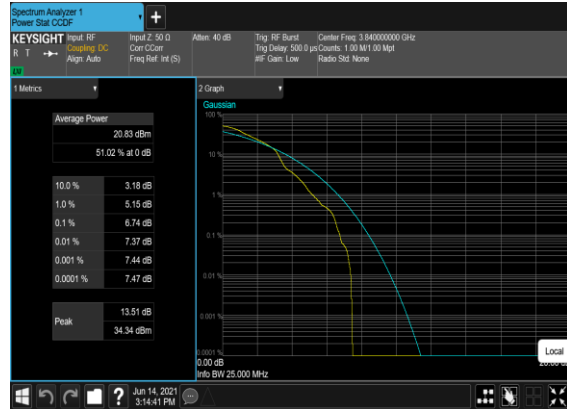 Spectrum Analyzer 1
Power Stat CCDF
KEYSIGHT
R T
Input: RF
Coupling: DC
Align: Auto
Input Z: 50 Ω
Corr CCorr
Freq Ref: Int (S)
Atten: 40 dB
Trig: RF Burst
Trig Delay: 500.0 µs
#IF Gain: Low
Center Freq: 3.840000000 GHz
Counts: 1.00 M/1.00 Mpt
Radio Std: None
1 Metrics
Average Power
20.83 dBm
51.02 % at 0 dB
10.0 % 3.18 dB
1.0 % 5.15 dB
0.1 % 6.74 dB
0.01 % 7.37 dB
0.001 % 7.44 dB
0.0001 % 7.47 dB
Peak
13.51 dB
34.34 dBm
2 Graph
Gaussian
100 %
10 %
1 %
0.1 %
0.01 %
0.001 %
0.0001 %
0.00 dB
Info BW 25.000 MHz
Local
Jun 14, 2021
3:14:41 PM